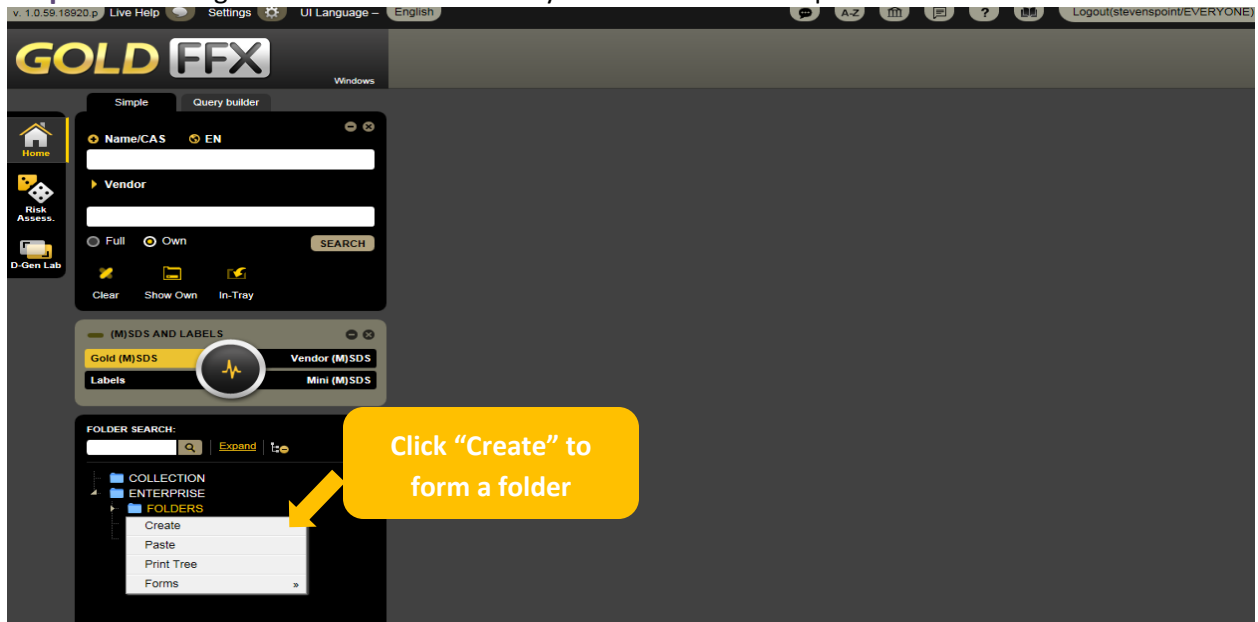 v. 1.0.59.18920 p Live Help Settings UI Language – English A-Z ? Logout(stevenspoint/EVERYONE)
GOLD FFX
Windows
Simple Query builder
Home
Name/CAS EN
Vendor
Risk
Assess.
Full Own SEARCH
D-Gen Lab
Clear Show Own In-Tray
(M)SDS AND LABELS
Gold (M)SDS Vendor (M)SDS
Labels Mini (M)SDS
FOLDER SEARCH:
Expand
Click “Create” to
form a folder
COLLECTION
ENTERPRISE
FOLDERS
Create
Paste
Print Tree
Forms »